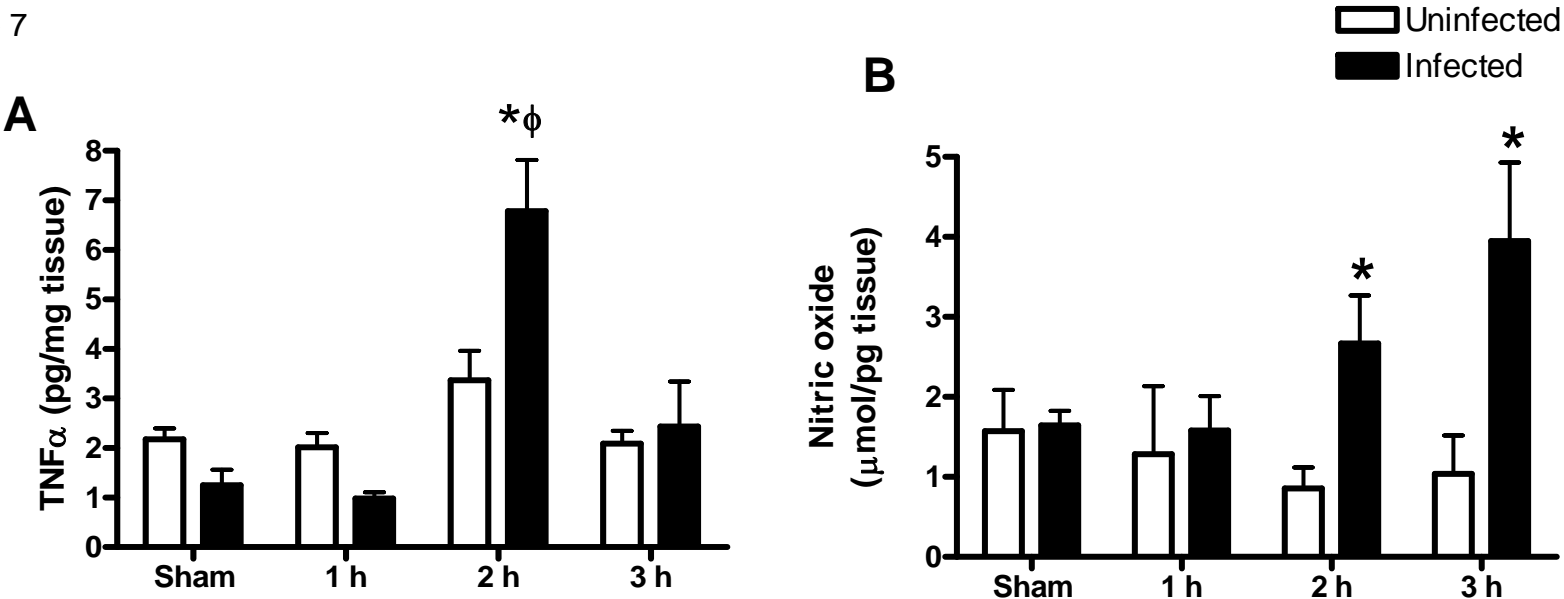 7
Uninfected
Infected
A
*ϕ
TNFα (pg/mg tissue)
8
7
6
5
4
3
2
1
0
Sham 1 h 2 h 3 h
B
*
*
Nitric oxide
(μmol/pg tissue)
5
4
3
2
1
0
Sham 1 h 2 h 3 h